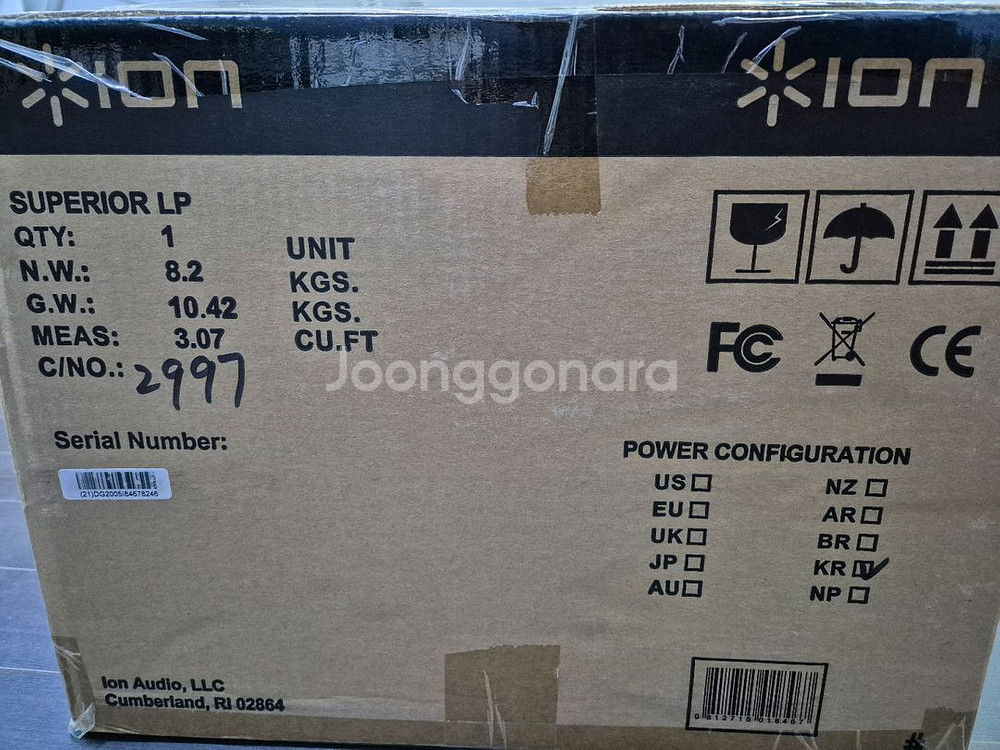 ION ION
SUPERIOR LP
QTY: 1 UNIT
N.W.: 8.2 KGS.
G.W.: 10.42 KGS.
MEAS: 3.07 CU.FT
C/NO.: 2997
Joonggonara
FC CE
Serial Number:
(21)DG2005I84678246
POWER CONFIGURATION
US NZ
EU AR
UK BR
JP KR
AU NP
Ion Audio, LLC
Cumberland, RI 02864